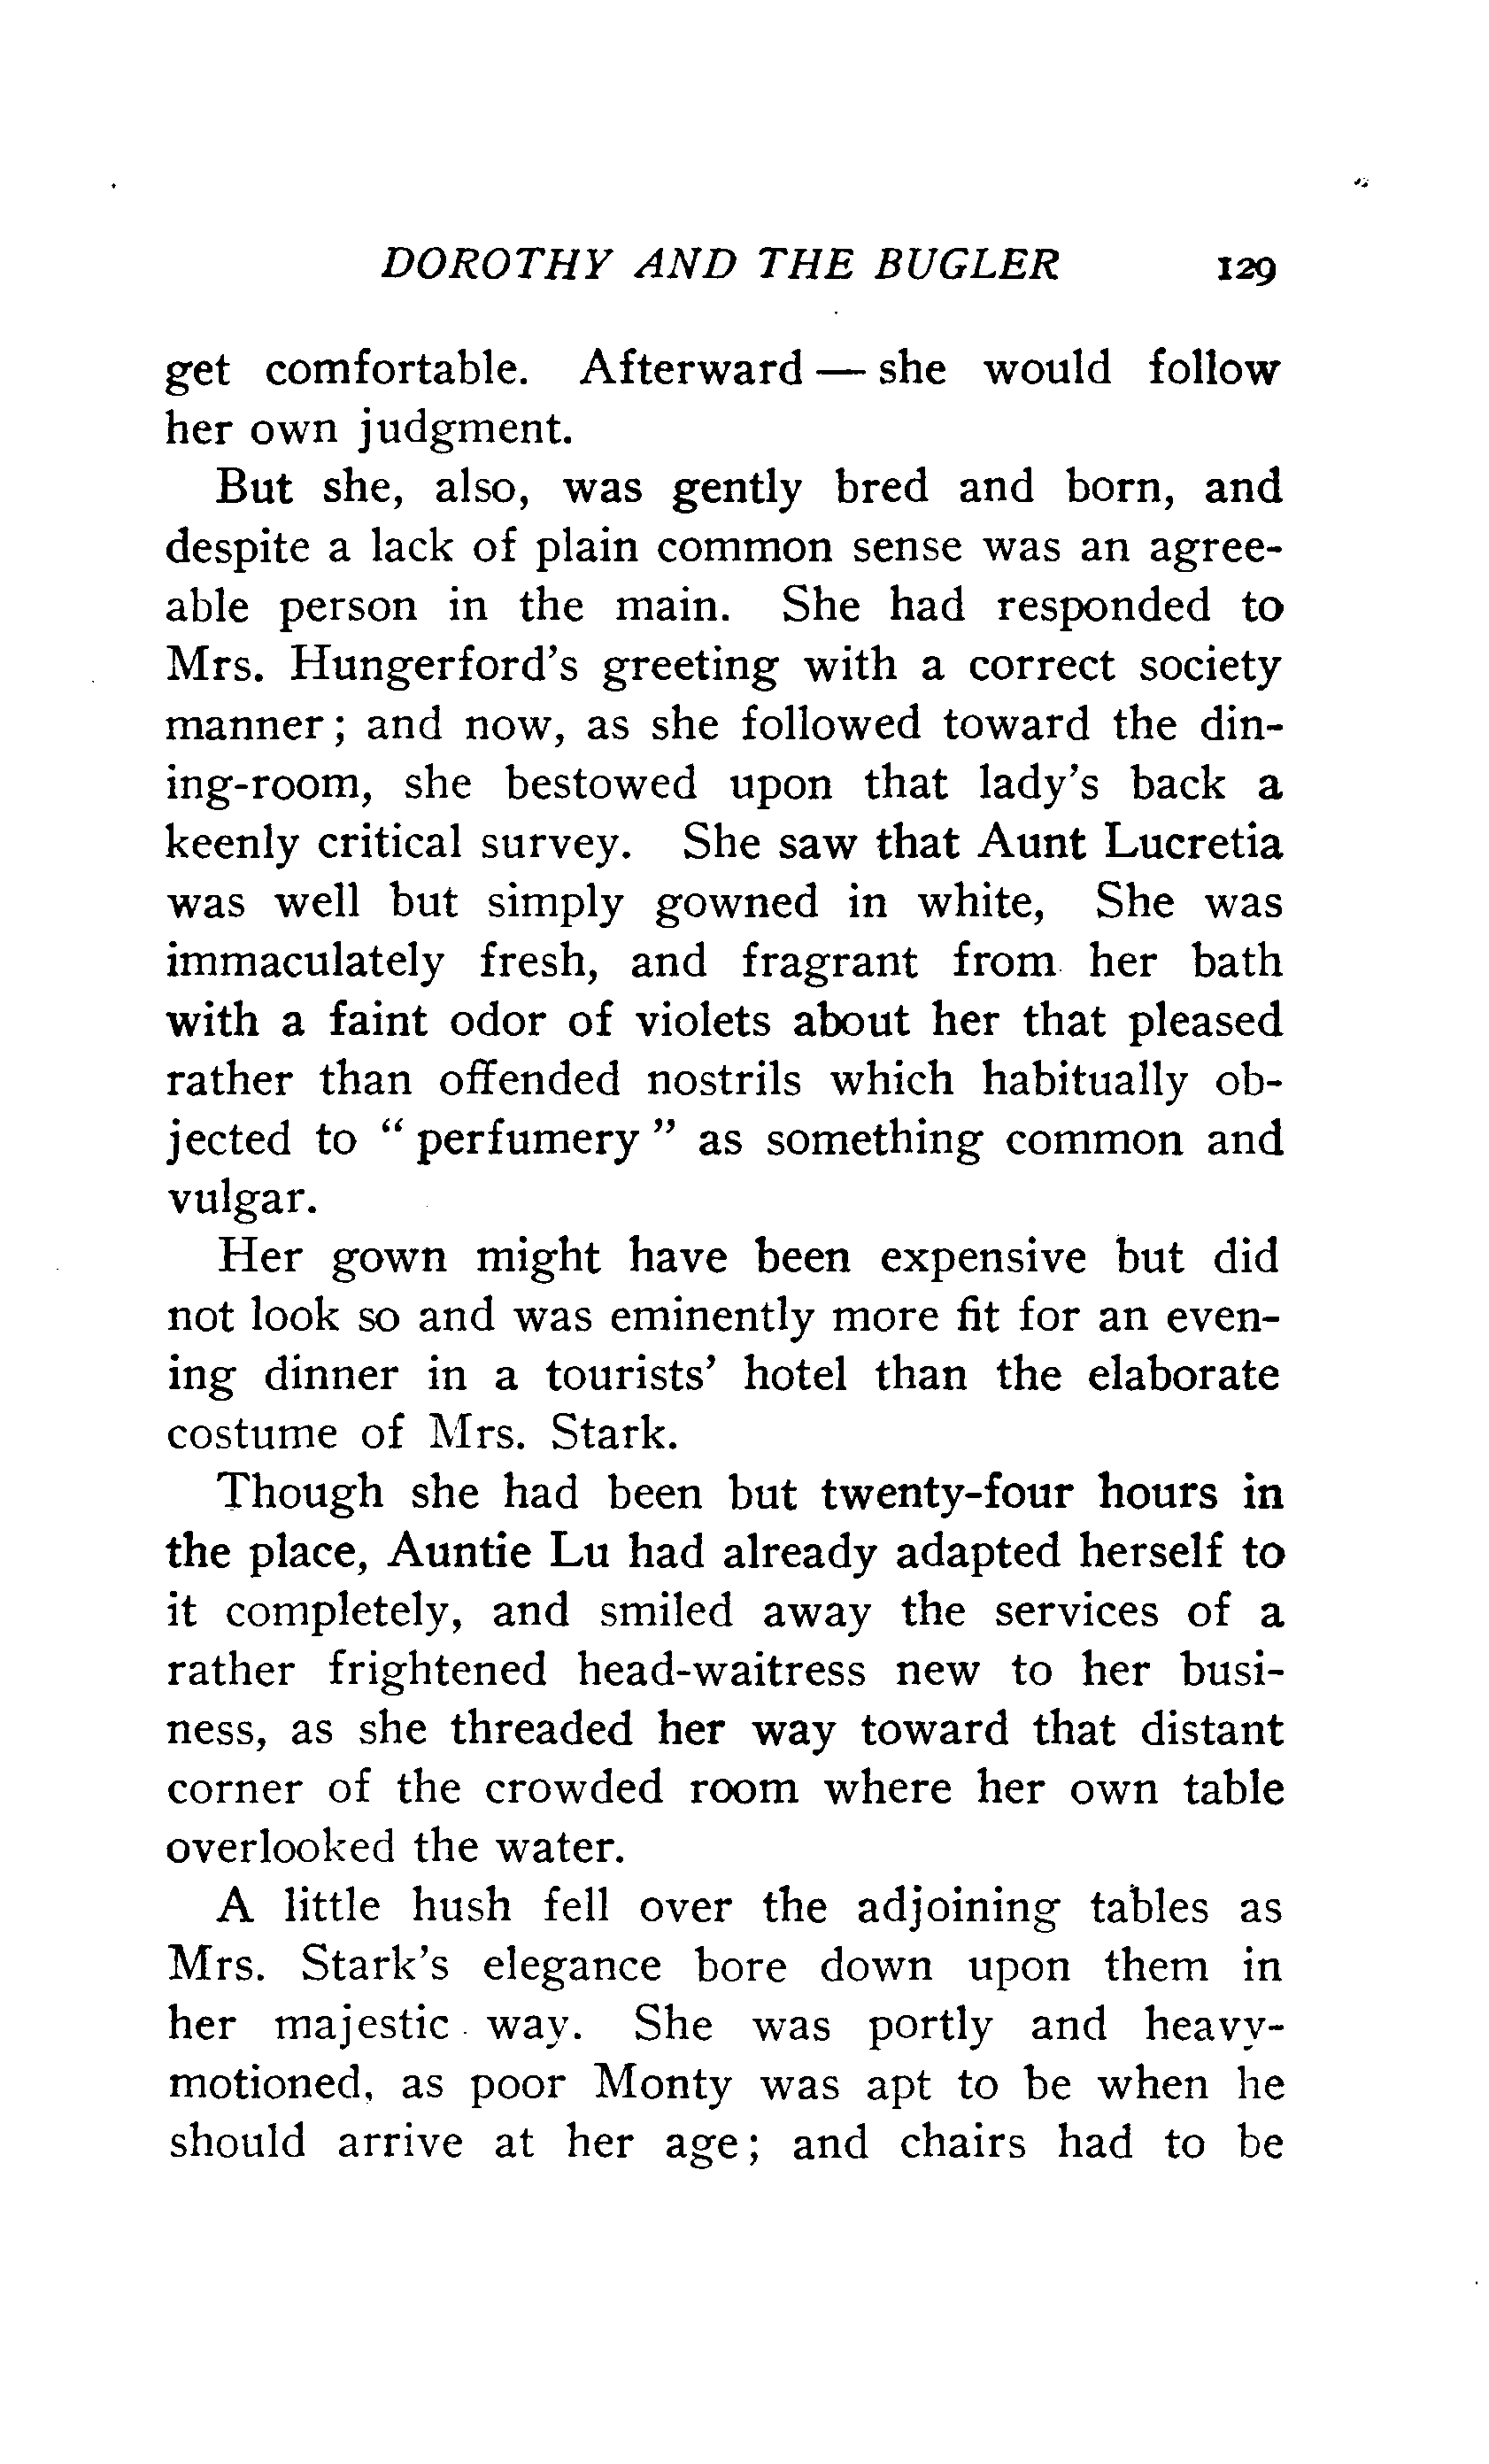 DOROTHY AND THE BUGLER 129
get comfortable. Afterward — she would follow
her own judgment.
But she, also, was gently bred and born, and
despite a lack of plain common sense was an agree-
able person in the main. She had responded to
Mrs. Hungerford's greeting with a correct society
manner; and now, as she followed toward the din-
ing-room, she bestowed upon that lady's back a
keenly critical survey. She saw that Aunt Lucretia
was well but simply gowned in white, She was
immaculately fresh, and fragrant from her bath
with a faint odor of violets about her that pleased
rather than offended nostrils which habitually ob-
jected to " perfumery " as something common and
vulgar.
Her gown might have been expensive but did
not look so and was eminently more fit for an even-
ing dinner in a tourists' hotel than the elaborate
costume of Mrs. Stark.
Though she had been but twenty-four hours in
the place, Auntie Lu had already adapted herself to
it completely, and smiled away the services of a
rather frightened head-waitress new to her busi-
ness, as she threaded her way toward that distant
corner of the crowded room where her own table
overlooked the water.
A little hush fell over the adjoining tables as
Mrs. Stark's elegance bore down upon them in
her majestic way. She was portly and heavy-
motioned, as poor Monty was apt to be when he
should arrive at her age; and chairs had to be